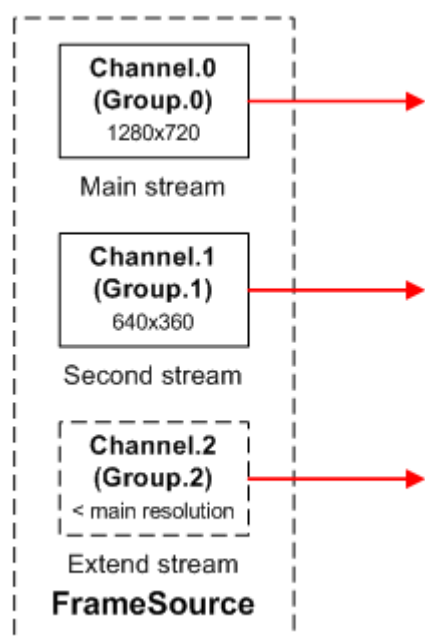 Channel.0
(Group.0)
1280x720
Main stream
Channel.1
(Group.1)
640x360
Second stream
Channel.2
(Group.2)
< main resolution
Extend stream
FrameSource